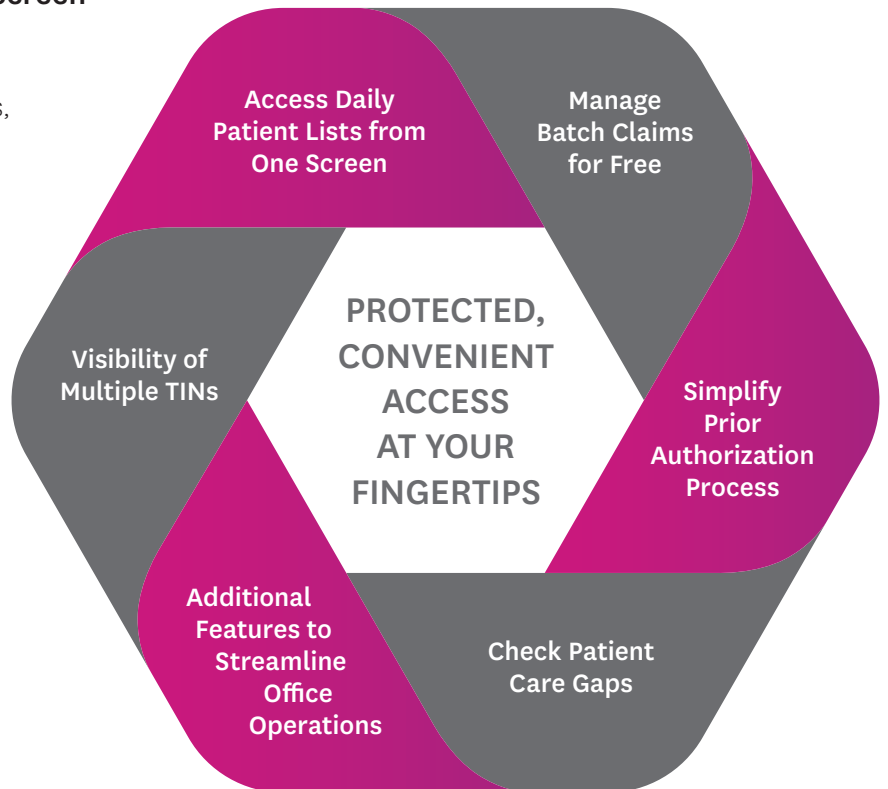 Access Daily
Patient Lists from
One Screen
Manage
Batch Claims
for Free
Simplify
Prior
Authorization
Process
Check Patient
Care Gaps
Additional
Features to
Streamline
Office
Operations
Visibility of
Multiple TINs
PROTECTED,
CONVENIENT
ACCESS
AT YOUR
FINGERTIPS